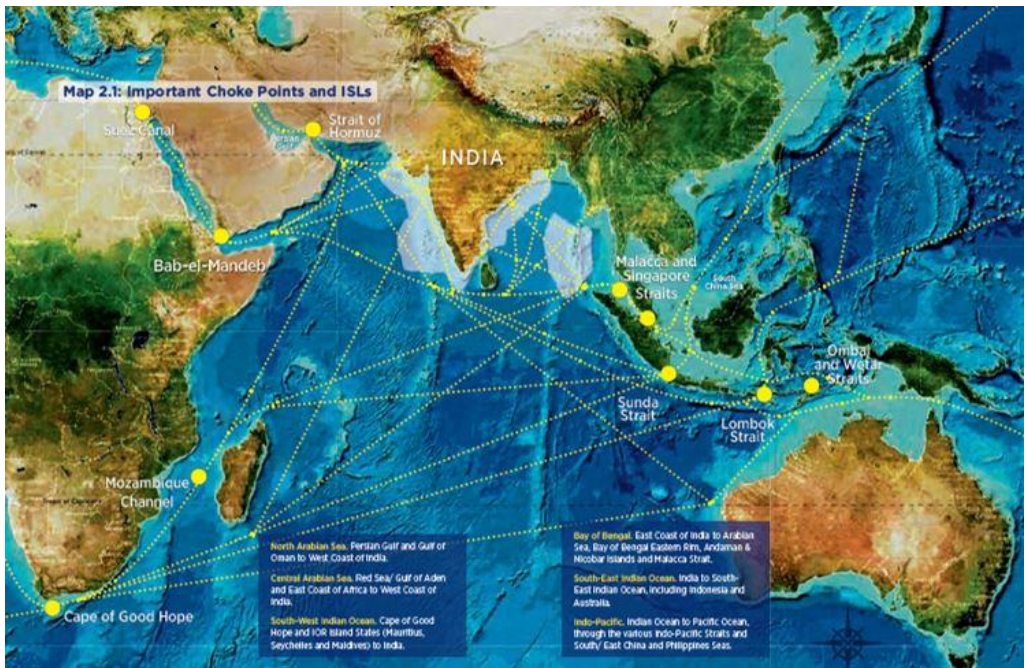 Map 2.1: Important Choke Points and ISLs
Suez Canal
Strait of
Hormuz
Persian
Gulf
INDIA
Bab-el-Mandeb
Malacca and
Singapore
Straits
South
China Sea
Ombai
and Wetar
Straits
Sunda
Strait
Lombok
Strait
Mozambique
Channel
Cape of Good Hope
North Arabian Sea. Persian Gulf and Gulf of
Oman to West Coast of India.
Central Arabian Sea. Red Sea/ Gulf of Aden
and East Coast of Africa to West Coast of
India.
South-West Indian Ocean. Cape of Good
Hope and IOR Island States (Mauritius,
Seychelles and Maldives) to India.
Bay of Bengal. East Coast of India to Arabian
Sea, Bay of Bengal Eastern Rim, Andaman &
Nicobar Islands and Malacca Strait.
South-East Indian Ocean. India to South-
East Indian Ocean, including Indonesia and
Australia.
Indo-Pacific. Indian Ocean to Pacific Ocean,
through the various Indo-Pacific Straits and
South/ East China and Philippines Seas.